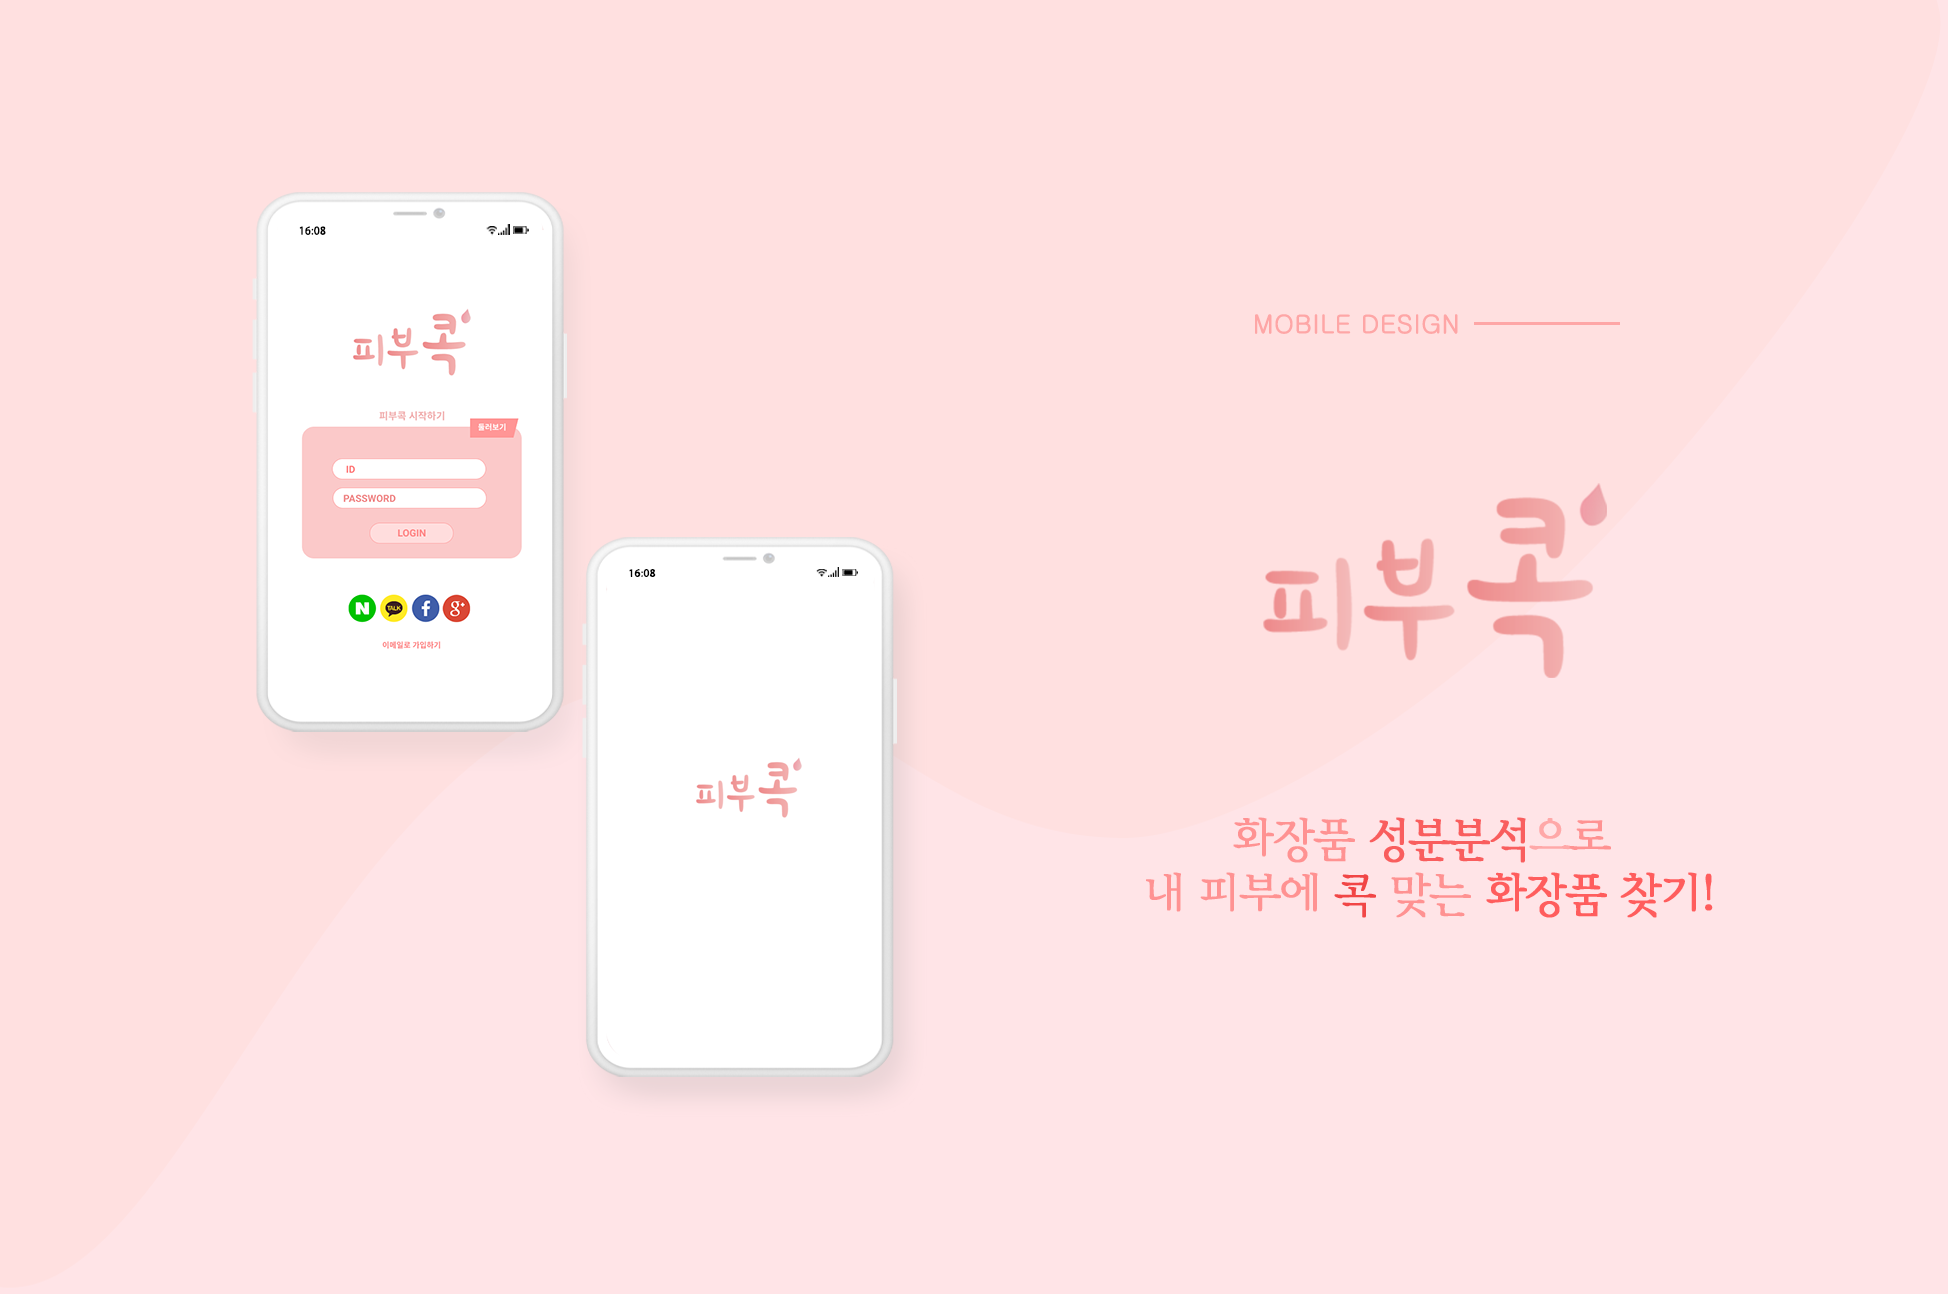 16:08
피부콕
피부콕 시작하기
둘러보기
ID
PASSWORD
LOGIN
N
TALK
f
g+
이메일로 가입하기
16:08
피부콕
MOBILE DESIGN
피부콕
화장품 성분분석으로
내 피부에 콕 맞는 화장품 찾기!